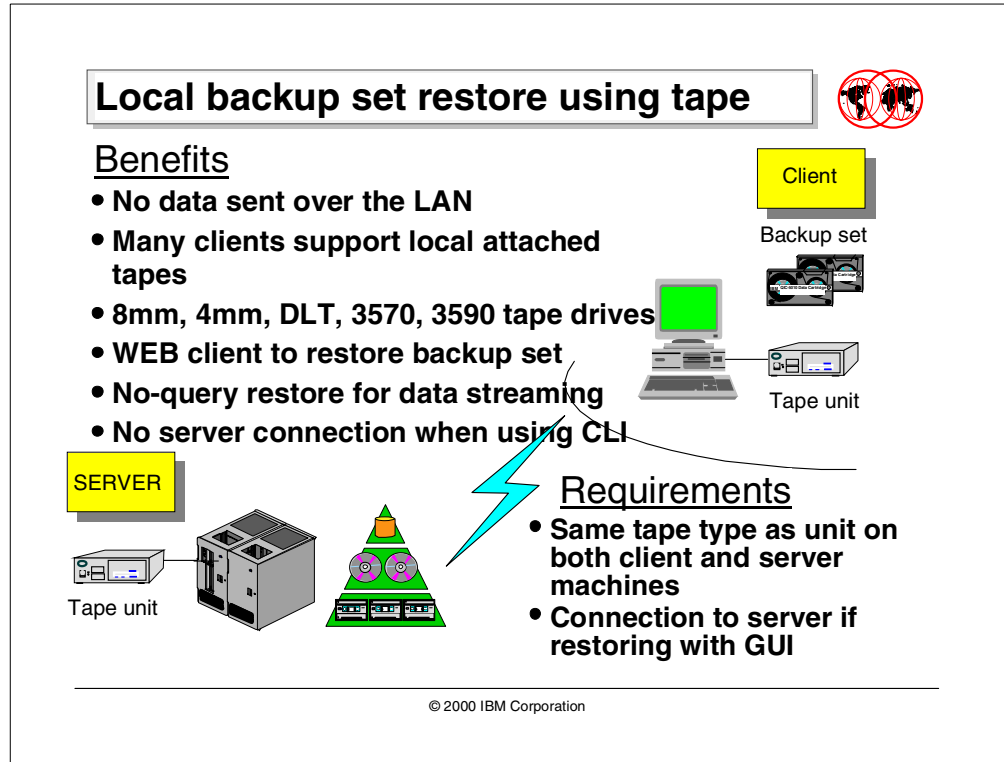 Local backup set restore using tape
Benefits
• No data sent over the LAN
• Many clients support local attached
tapes
• 8mm, 4mm, DLT, 3570, 3590 tape drives
• WEB client to restore backup set
• No-query restore for data streaming
• No server connection when using CLI
Client
Backup set
Tape unit
SERVER
Tape unit
Requirements
• Same tape type as unit on
both client and server
machines
• Connection to server if
restoring with GUI
© 2000 IBM Corporation